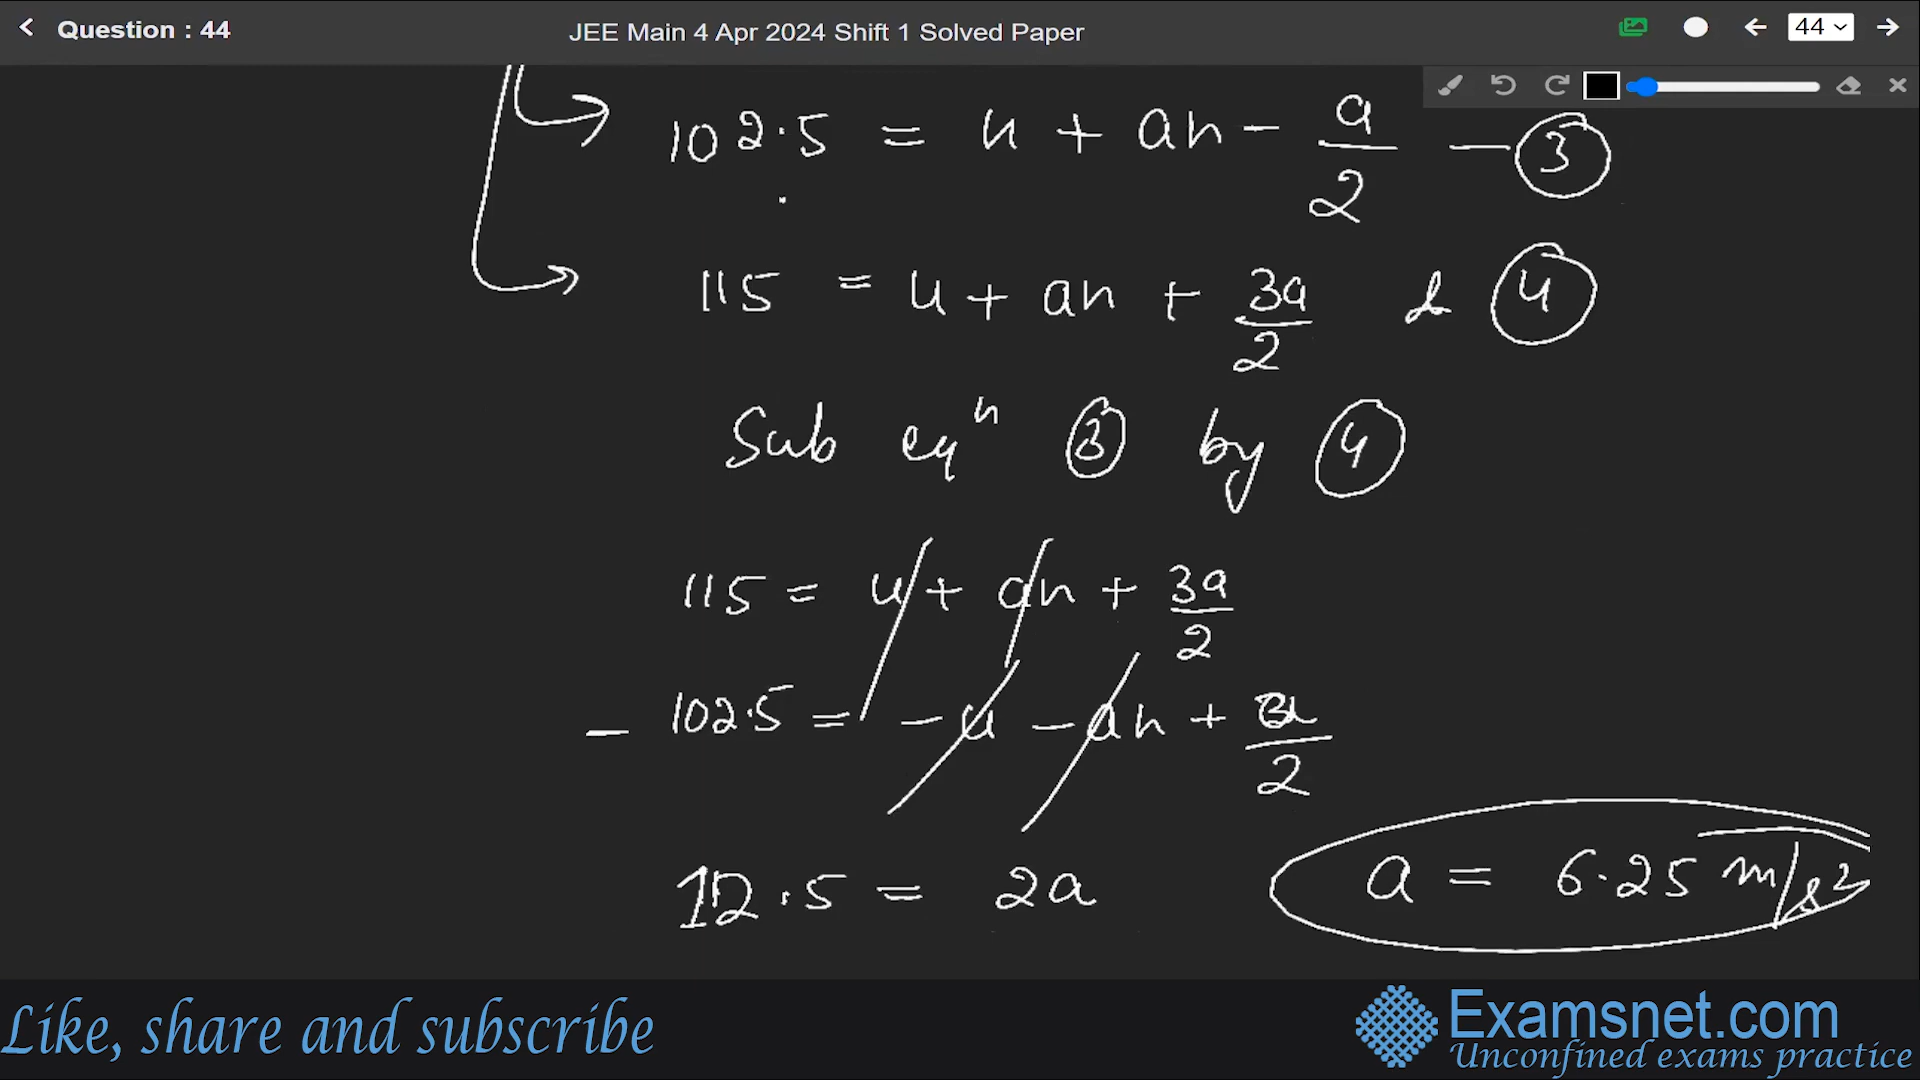 Question : 44
JEE Main 4 Apr 2024 Shift 1 Solved Paper
44
102.5 = u + an - a/2 — ③
115 = u + an + 3a/2 & ④
Sub eqⁿ ③ by ④
115 = u + an + 3a/2
- 102.5 = - u - an + a/2
12.5 = 2a
a = 6.25 m/s²
Like, share and subscribe
Examsnet.com
Unconfined exams practice